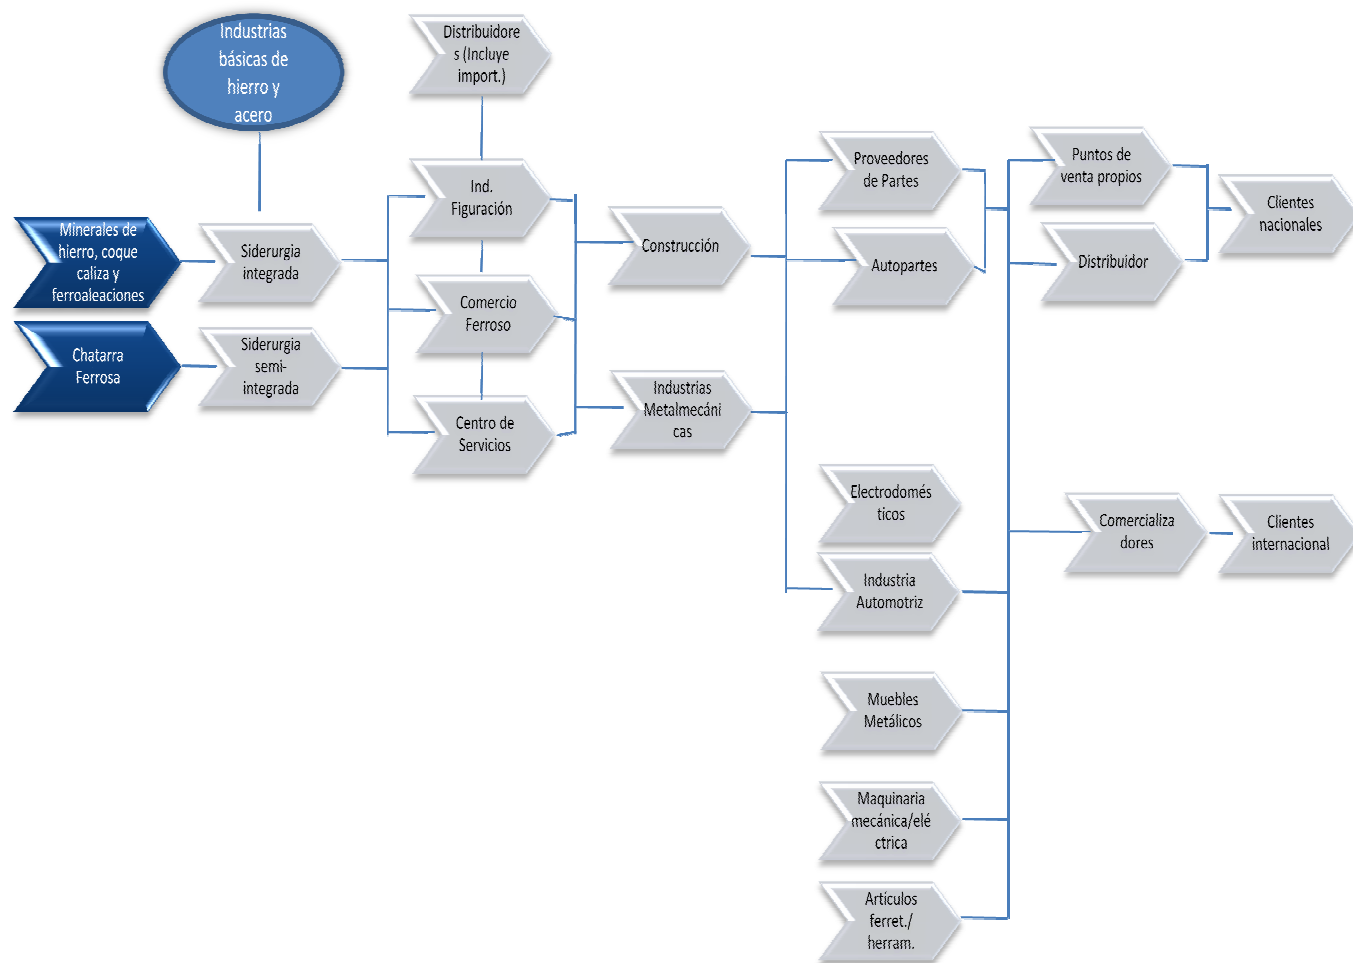 Industrias
básicas de
hierro y
acero
Distribuidore
s (Incluye
import.)
Minerales de
hierro, coque
caliza y
ferroaleaciones
Chatarra
Ferrosa
Siderurgia
integrada
Siderurgia
semi-
integrada
Ind.
Figuración
Comercio
Ferroso
Centro de
Servicios
Construcción
Industrias
Metalmecáni
cas
Proveedores
de Partes
Autopartes
Electrodomés
ticos
Industria
Automotriz
Muebles
Metálicos
Maquinaria
mecánica/elé
ctrica
Artículos
ferret./
herram.
Puntos de
venta propios
Distribuidor
Comercializa
dores
Clientes
nacionales
Clientes
internacional